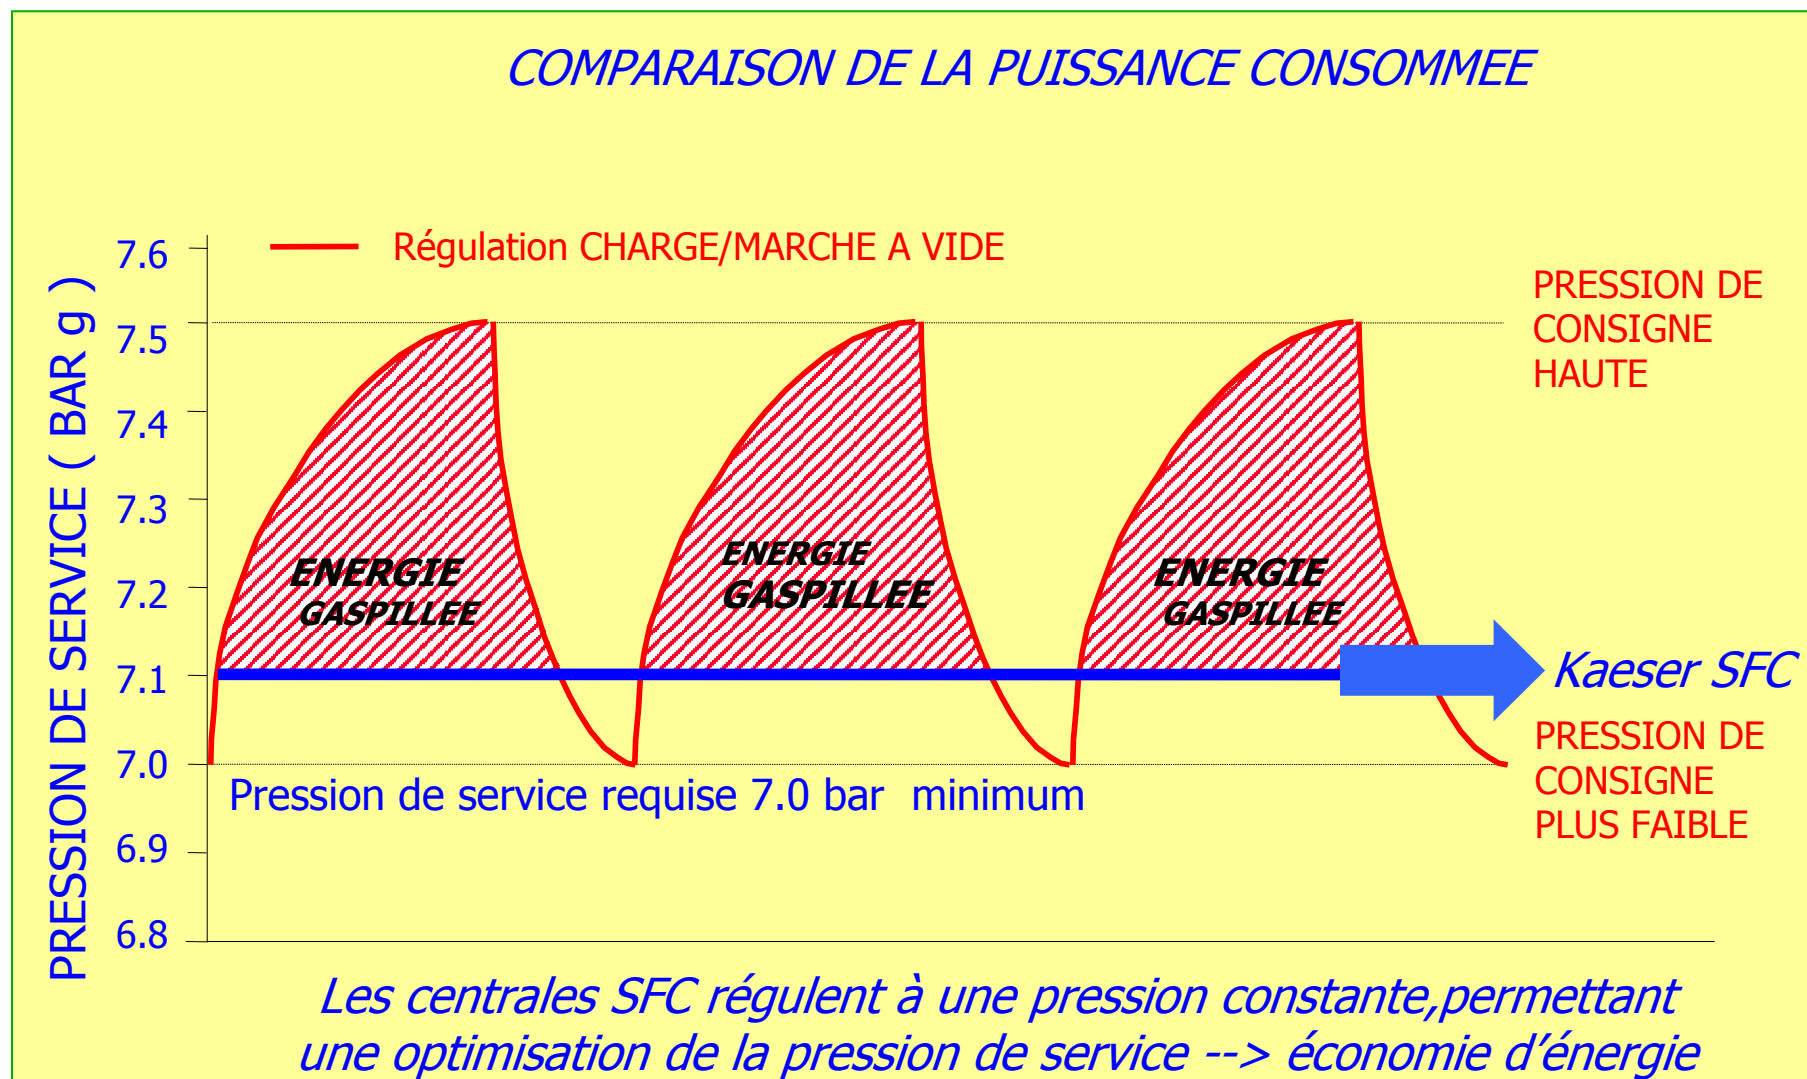 COMPARAISON DE LA PUISSANCE CONSOMMEE
Régulation CHARGE/MARCHE A VIDE
PRESSION DE SERVICE ( BAR g )
7.6
7.5
7.4
7.3
7.2
7.1
7.0
6.9
6.8
PRESSION DE
CONSIGNE
HAUTE
ENERGIE
GASPILLEE
ENERGIE
GASPILLEE
ENERGIE
GASPILLEE
Kaeser SFC
PRESSION DE
CONSIGNE
PLUS FAIBLE
Pression de service requise 7.0 bar minimum
Les centrales SFC régulent à une pression constante,permettant
une optimisation de la pression de service --> économie d'énergie